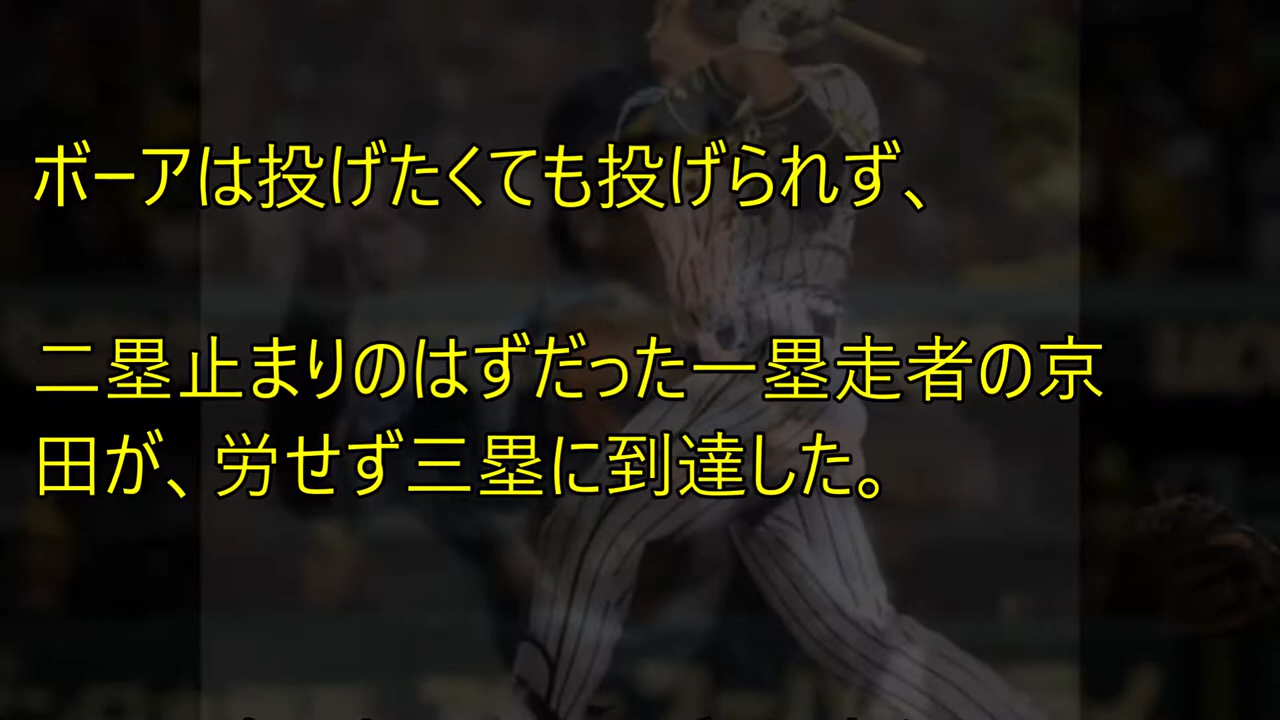 ボーアは投げたくても投げられず、
二塁止まりのはずだった一塁走者の京
田が、労せず三塁に到達した。